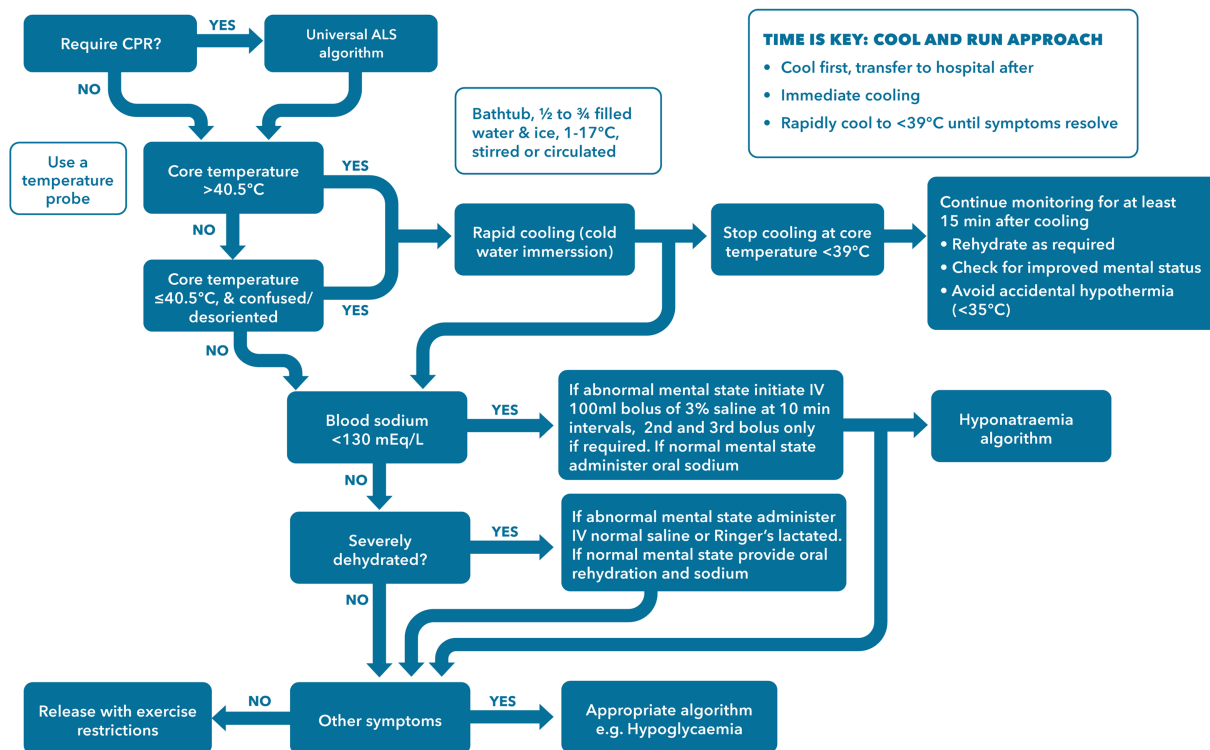 Require CPR?
YES
Universal ALS
algorithm
NO
TIME IS KEY: COOL AND RUN APPROACH
• Cool first, transfer to hospital after
• Immediate cooling
• Rapidly cool to <39°C until symptoms resolve
Bathtub, ½ to ¾ filled
water & ice, 1-17°C,
stirred or circulated
Use a
temperature
probe
Core temperature
>40.5°C
YES
NO
Core temperature
≤40.5°C, & confused/
desoriented
YES
NO
Rapid cooling (cold
water immerssion)
Stop cooling at core
temperature <39°C
Continue monitoring for at least
15 min after cooling
• Rehydrate as required
• Check for improved mental status
• Avoid accidental hypothermia
(<35°C)
Blood sodium
<130 mEq/L
YES
If abnormal mental state initiate IV
100ml bolus of 3% saline at 10 min
intervals, 2nd and 3rd bolus only
if required. If normal mental state
administer oral sodium
Hyponatraemia
algorithm
NO
Severely
dehydrated?
YES
If abnormal mental state administer
IV normal saline or Ringer's lactated.
If normal mental state provide oral
rehydration and sodium
NO
Other symptoms
NO
Release with exercise
restrictions
YES
Appropriate algorithm
e.g. Hypoglycaemia